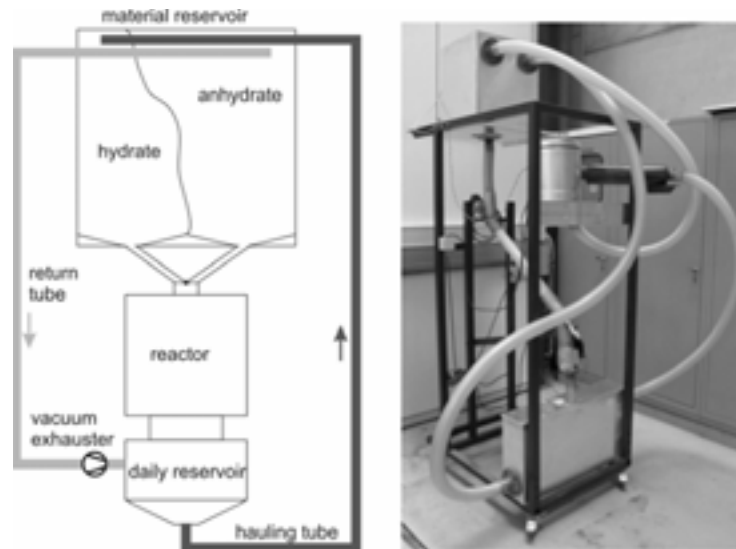 material reservoir
anhydrate
hydrate
return
tube
reactor
vacuum
exhauster
daily reservoir
hauling tube